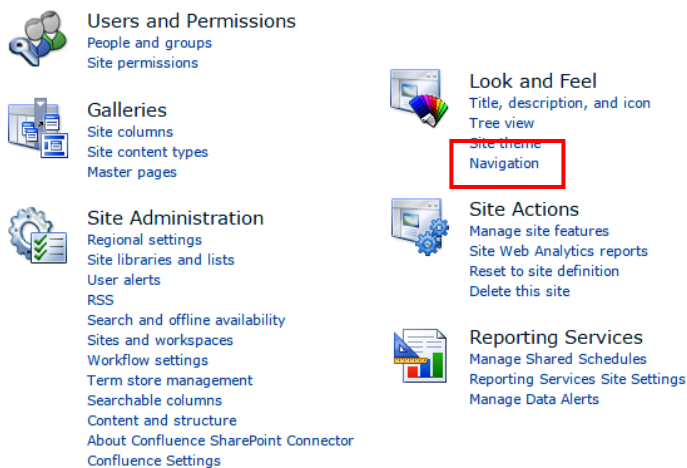 Users and Permissions
People and groups
Site permissions
Galleries
Site columns
Site content types
Master pages
Site Administration
Regional settings
Site libraries and lists
User alerts
RSS
Search and offline availability
Sites and workspaces
Workflow settings
Term store management
Searchable columns
Content and structure
About Confluence SharePoint Connector
Confluence Settings
Look and Feel
Title, description, and icon
Tree view
Site theme
Navigation
Site Actions
Manage site features
Site Web Analytics reports
Reset to site definition
Delete this site
Reporting Services
Manage Shared Schedules
Reporting Services Site Settings
Manage Data Alerts